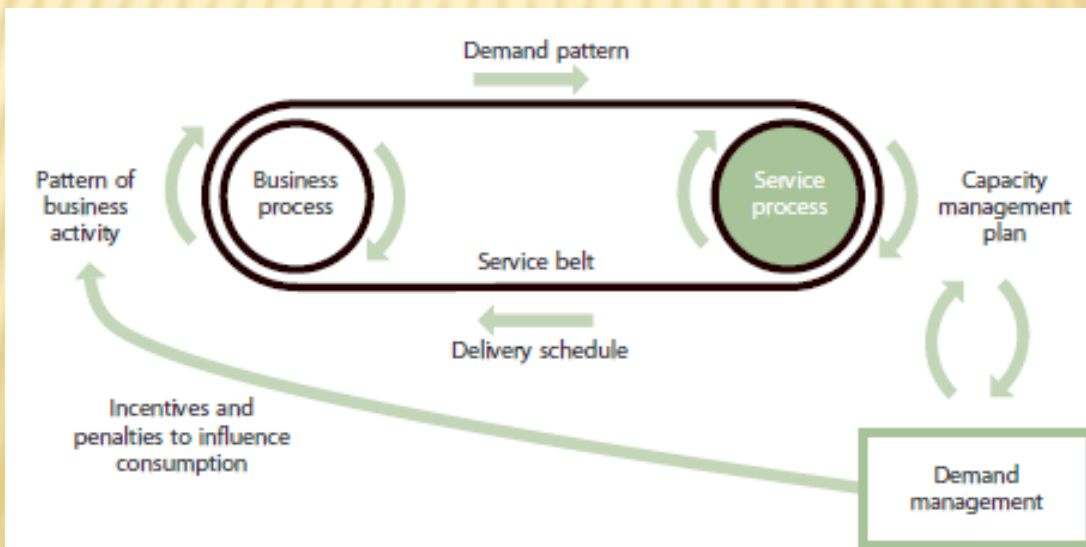 Demand pattern
Pattern of
business
activity
Business
process
Service
process
Capacity
management
plan
Service belt
Delivery schedule
Incentives and
penalties to influence
consumption
Demand
management